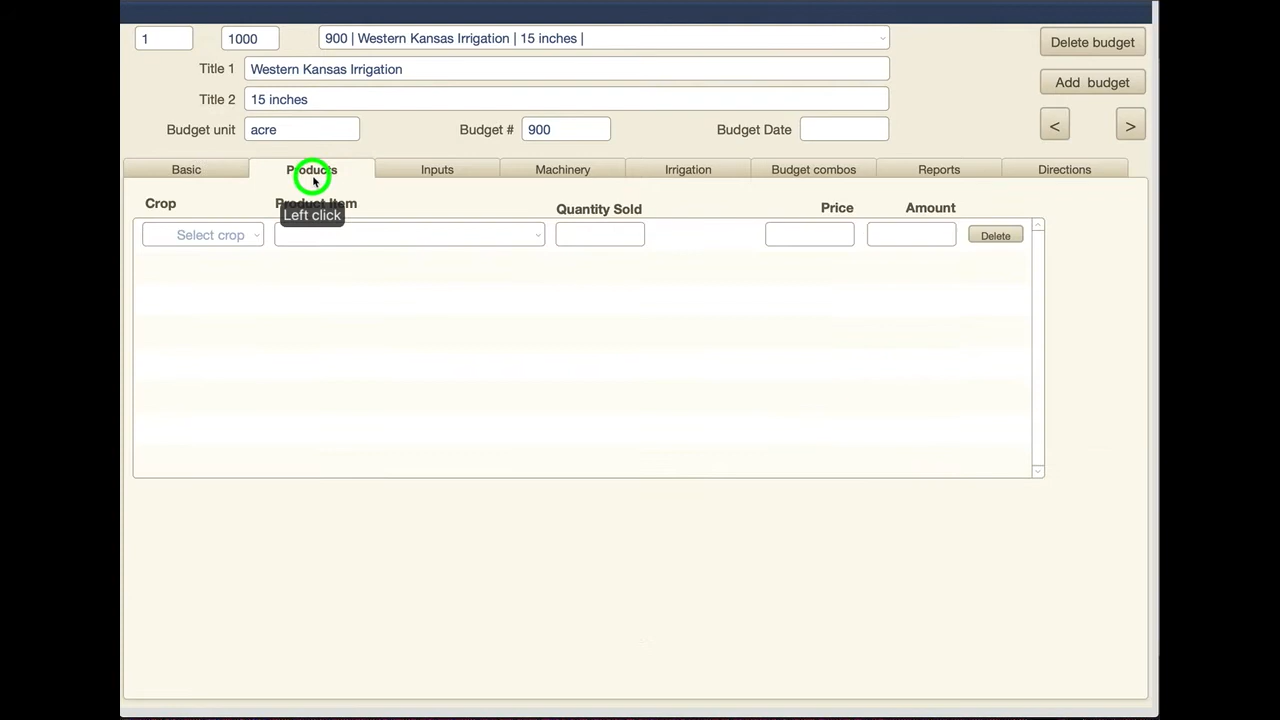 1 1000 900 | Western Kansas Irrigation | 15 inches | Delete budget
Title 1 Western Kansas Irrigation
Add budget
Title 2 15 inches
Budget unit acre Budget # 900 Budget Date < >
Basic Products Inputs Machinery Irrigation Budget combos Reports Directions
Crop Product Item Quantity Sold Price Amount
Left click
Select crop Delete